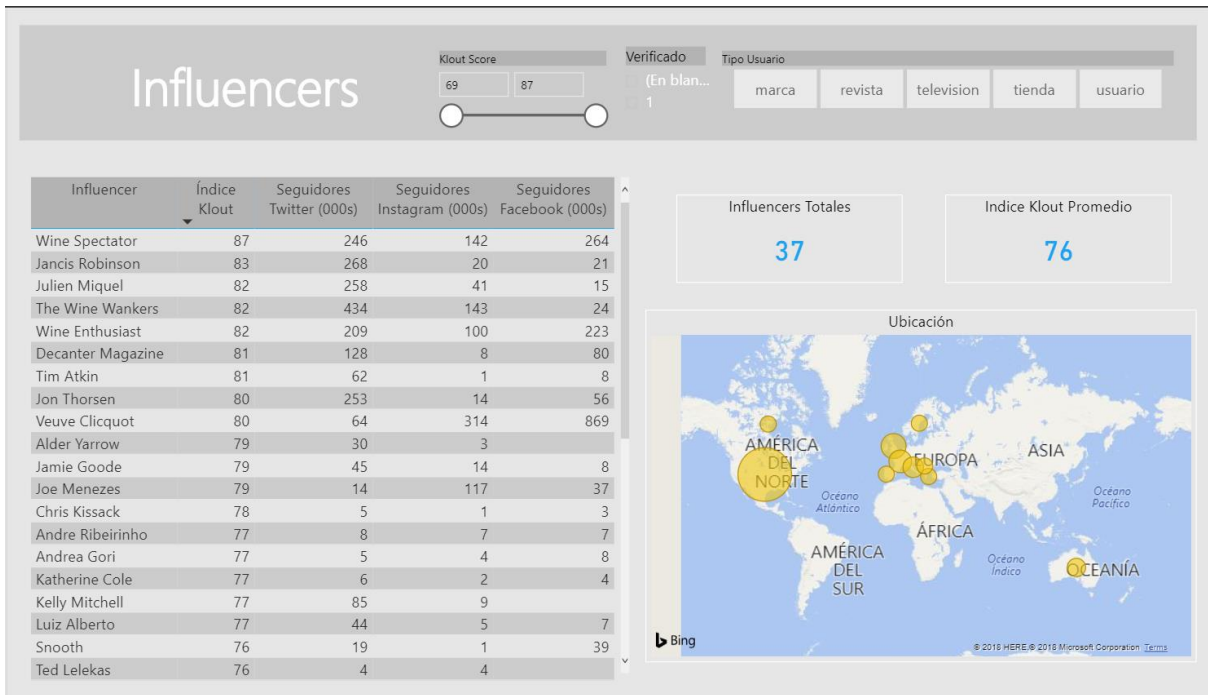 Influencers
Klout Score
69 87
Verificado
(En blan...
1
Tipo Usuario
marca revista television tienda usuario
Influencer Índice Klout Seguidores Twitter (000s) Seguidores Instagram (000s) Seguidores Facebook (000s)
Wine Spectator 87 246 142 264
Jancis Robinson 83 268 20 21
Julien Miquel 82 258 41 15
The Wine Wankers 82 434 143 24
Wine Enthusiast 82 209 100 223
Decanter Magazine 81 128 8 80
Tim Atkin 81 62 1 8
Jon Thorsen 80 253 14 56
Veuve Clicquot 80 64 314 869
Alder Yarrow 79 30 3
Jamie Goode 79 45 14 8
Joe Menezes 79 14 117 37
Chris Kissack 78 5 1 3
Andre Ribeirinho 77 8 7 7
Andrea Gori 77 5 4 8
Katherine Cole 77 6 2 4
Kelly Mitchell 77 85 9
Luiz Alberto 77 44 5 7
Snooth 76 19 1 39
Ted Lelekas 76 4 4
Influencers Totales
37
Indice Klout Promedio
76
Ubicación
AMÉRICA
DEL
NORTE
EUROPA
ASIA
Océano
Atlántico
Océano
Pacífico
ÁFRICA
AMÉRICA
DEL
SUR
Océano
Índico
OCEANÍA
Bing
© 2018 HERE, © 2018 Microsoft Corporation Terms